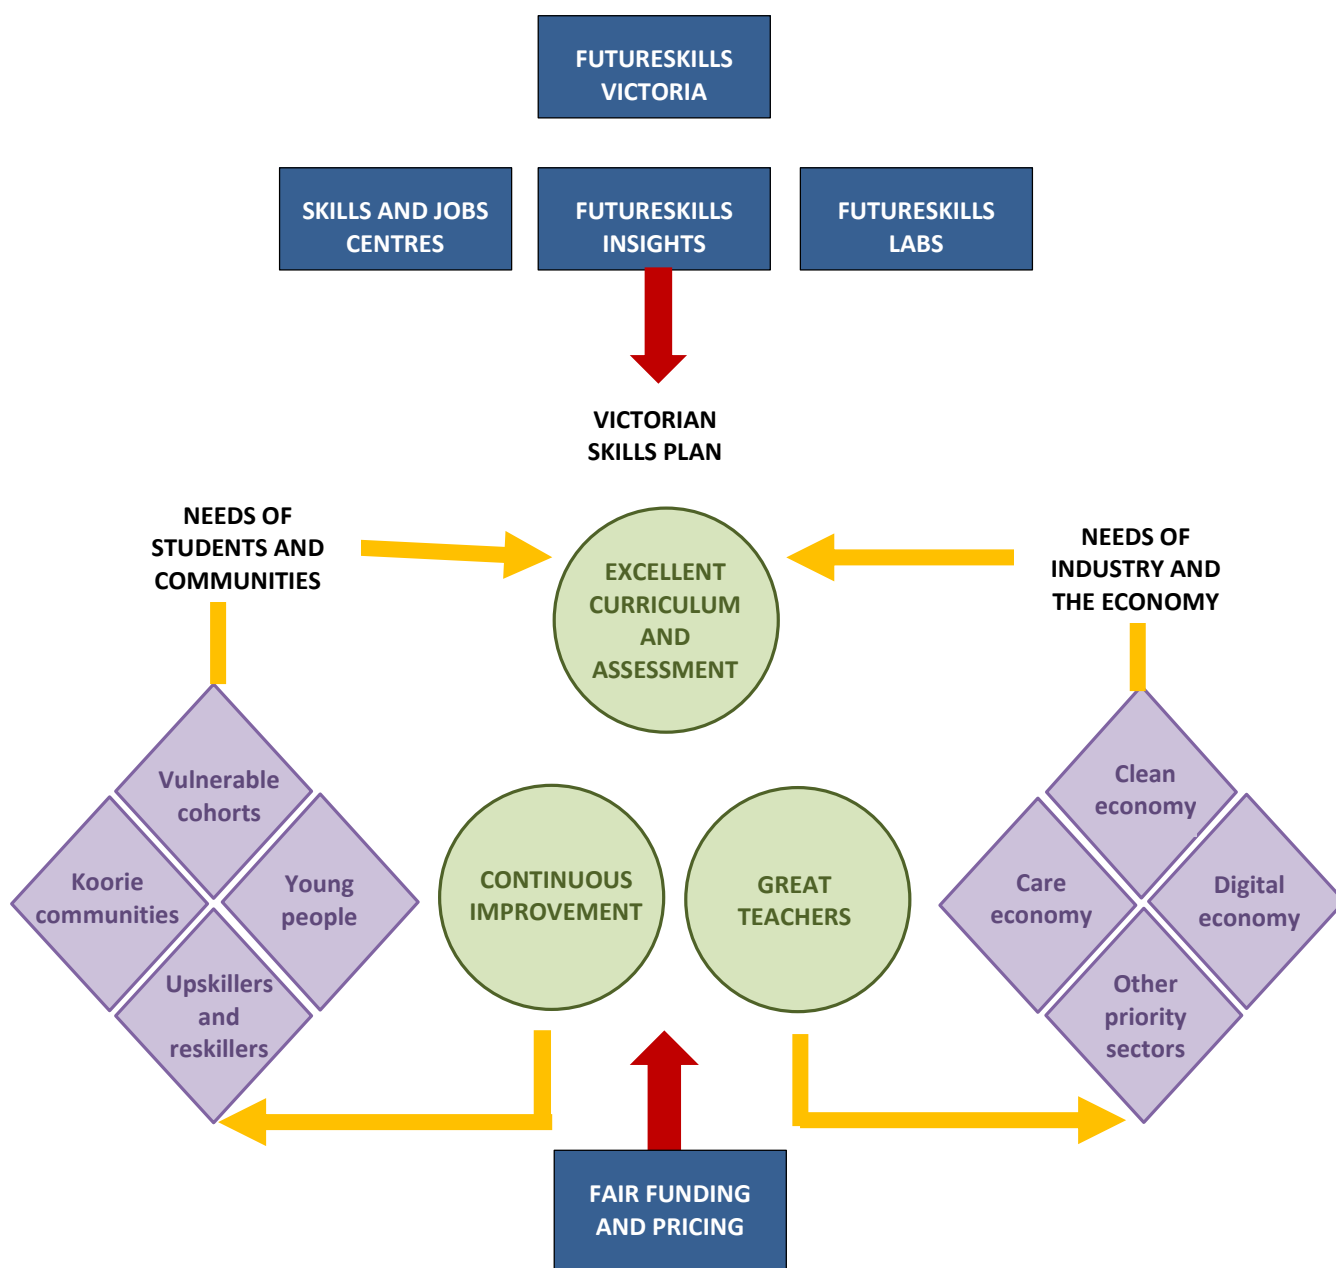 FUTURESKILLS
VICTORIA
SKILLS AND JOBS
CENTRES
FUTURESKILLS
INSIGHTS
FUTURESKILLS
LABS
VICTORIAN
SKILLS PLAN
NEEDS OF
STUDENTS AND
COMMUNITIES
EXCELLENT
CURRICULUM
AND
ASSESSMENT
NEEDS OF
INDUSTRY AND
THE ECONOMY
Vulnerable
cohorts
Koorie
communities
Young
people
Upskillers
and
reskillers
CONTINUOUS
IMPROVEMENT
GREAT
TEACHERS
Clean
economy
Care
economy
Digital
economy
Other
priority
sectors
FAIR FUNDING
AND PRICING